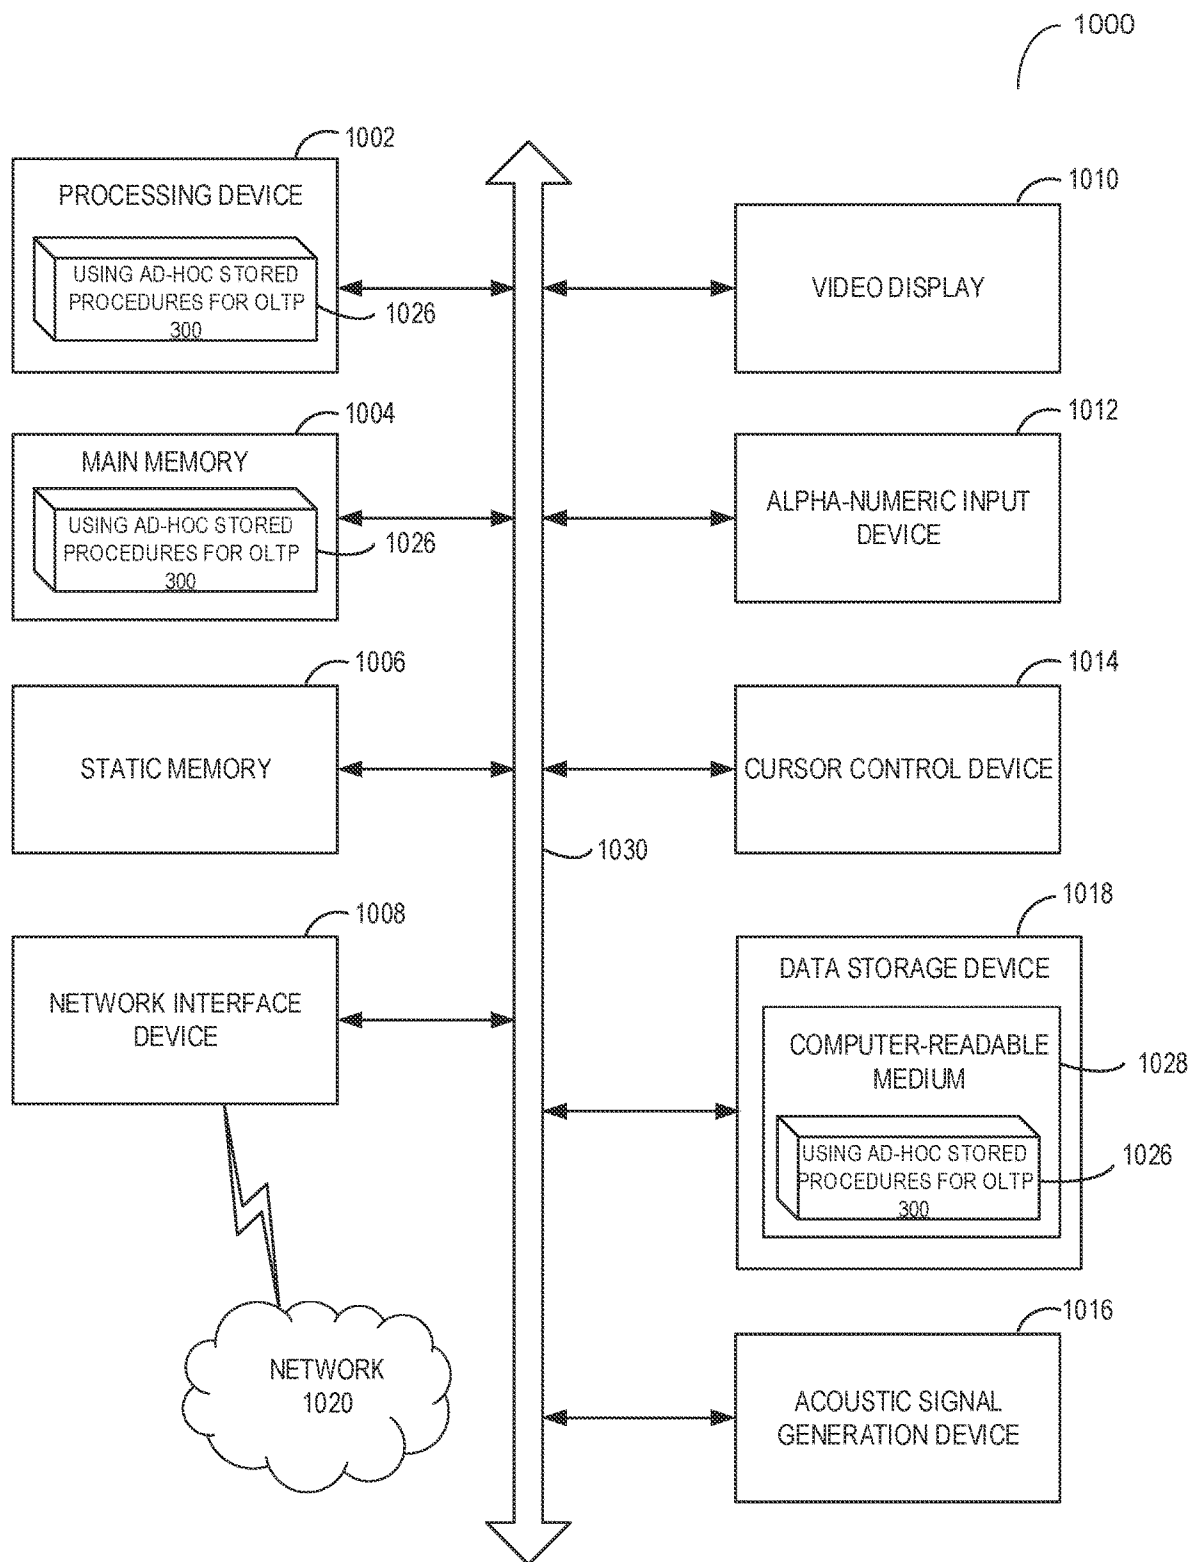 1000
1002
PROCESSING DEVICE
USING AD-HOC STORED
PROCEDURES FOR OLTP
300
1026
1004
MAIN MEMORY
USING AD-HOC STORED
PROCEDURES FOR OLTP
300
1026
1006
STATIC MEMORY
1008
NETWORK INTERFACE
DEVICE
NETWORK
1020
1030
1010
VIDEO DISPLAY
1012
ALPHA-NUMERIC INPUT
DEVICE
1014
CURSOR CONTROL DEVICE
1018
DATA STORAGE DEVICE
COMPUTER-READABLE
MEDIUM
1028
USING AD-HOC STORED
PROCEDURES FOR OLTP
300
1026
1016
ACOUSTIC SIGNAL
GENERATION DEVICE